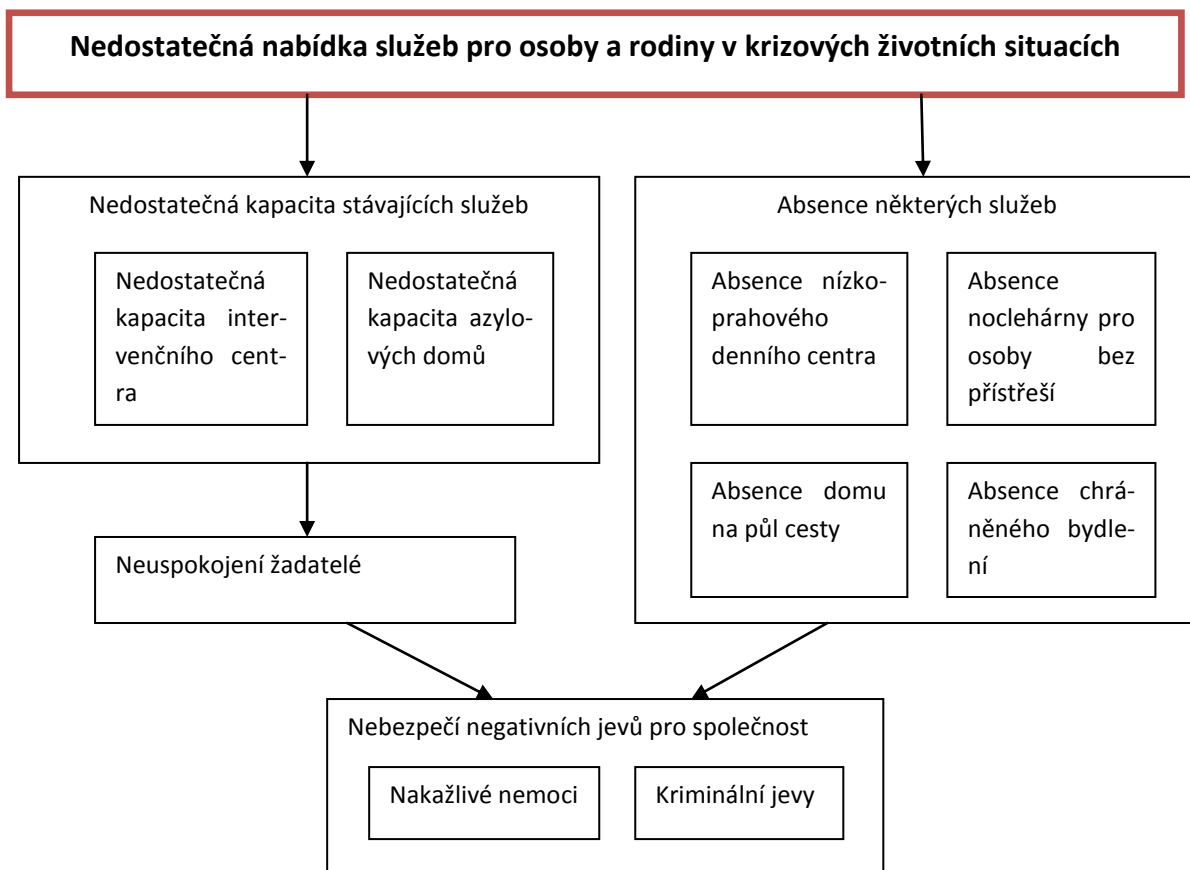 Nedostatečná nabídka služeb pro osoby a rodiny v krizových životních situacích
Nedostatečná kapacita stávajících služeb
Nedostatečná
kapacita inter-
venčního cent-
ra
Nedostatečná
kapacita azylo-
vých domů
Absence některých služeb
Absence nízko-
prahového
denního centra
Absence
noclehárny pro
osoby bez
přístřeší
Absence domu
na půl cesty
Absence chrá-
něného bydle-
ní
Neuspokojení žadatelé
Nebezpečí negativních jevů pro společnost
Nakažlivé nemoci
Kriminální jevy